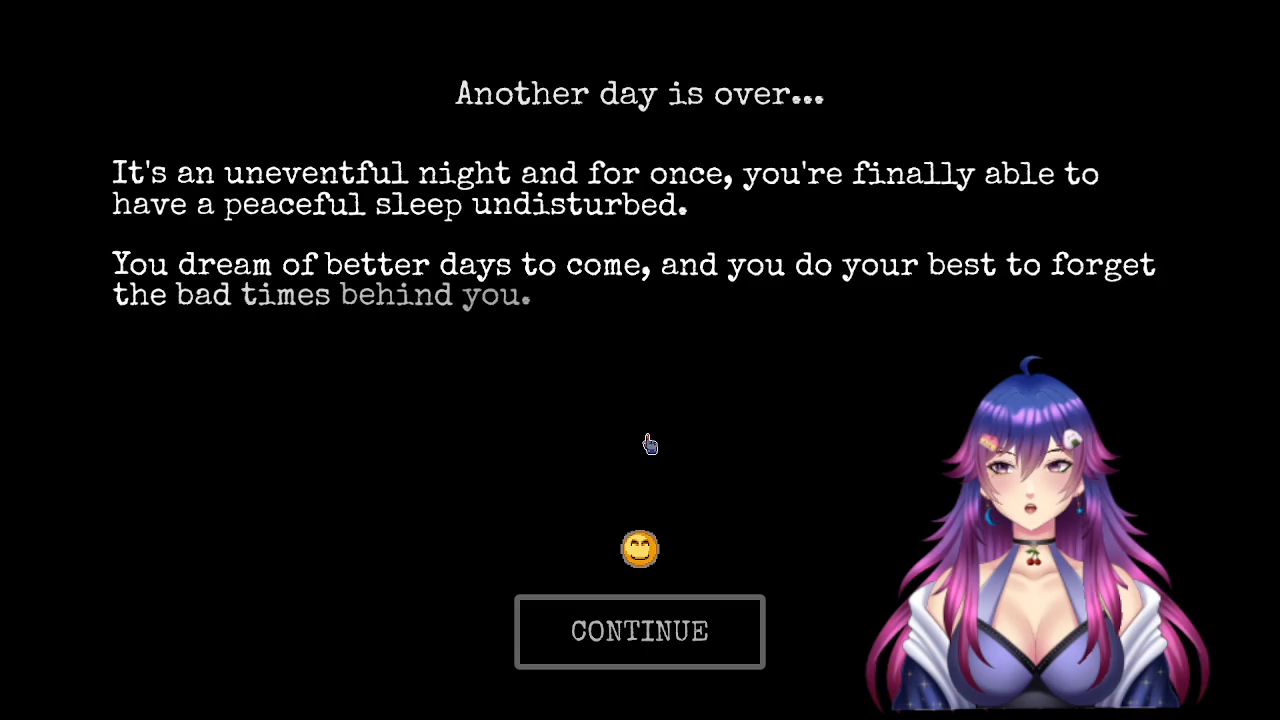 Another day is over...
It's an uneventful night and for once, you're finally able to
have a peaceful sleep undisturbed.
You dream of better days to come, and you do your best to forget
the bad times behind you.
CONTINUE